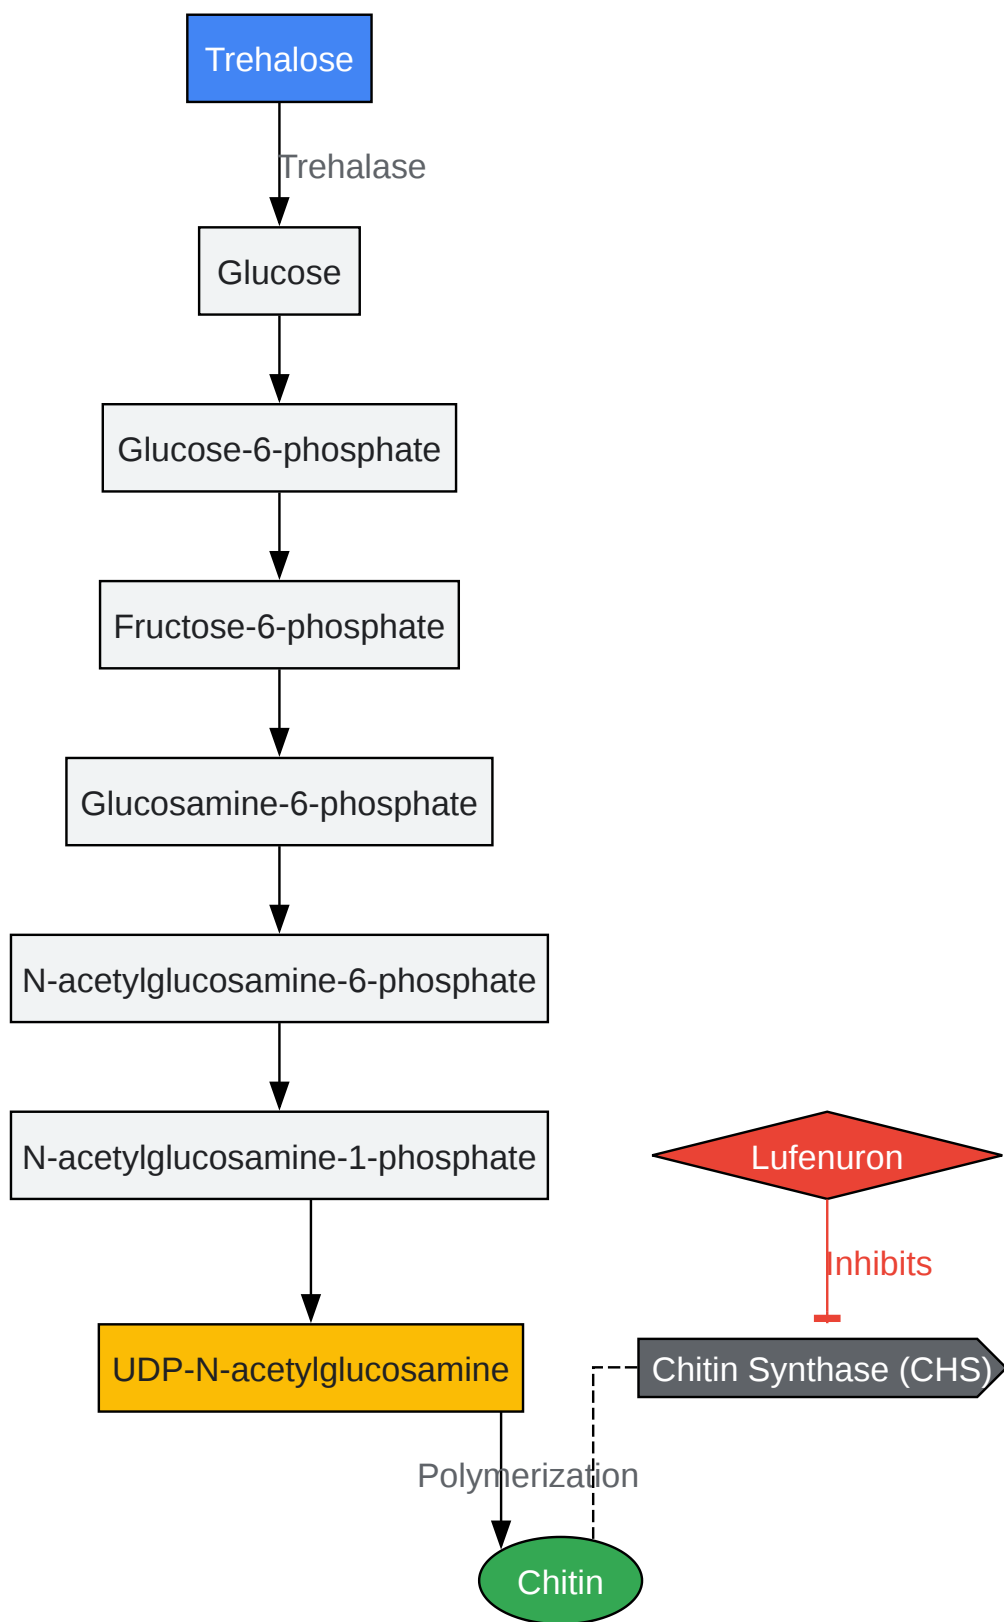 Trehalose
Trehalase
Glucose
Glucose-6-phosphate
Fructose-6-phosphate
Glucosamine-6-phosphate
N-acetylglucosamine-6-phosphate
N-acetylglucosamine-1-phosphate
Lufenuron
Inhibits
UDP-N-acetylglucosamine
Chitin Synthase (CHS)
Polymerization
Chitin